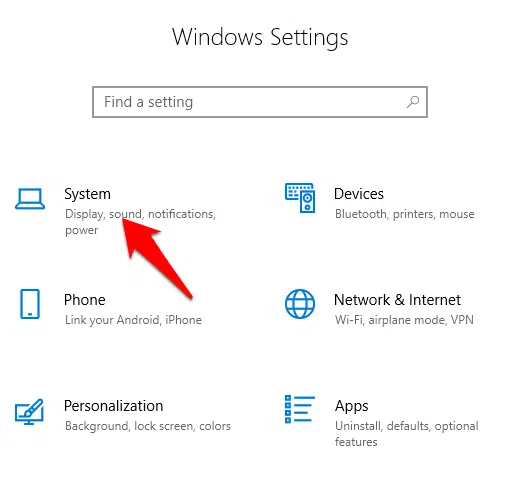 Windows Settings
Find a setting
System
Display, sound, notifications,
power
Devices
Bluetooth, printers, mouse
Phone
Link your Android, iPhone
Network & Internet
Wi-Fi, airplane mode, VPN
Personalization
Background, lock screen, colors
Apps
Uninstall, defaults, optional
features